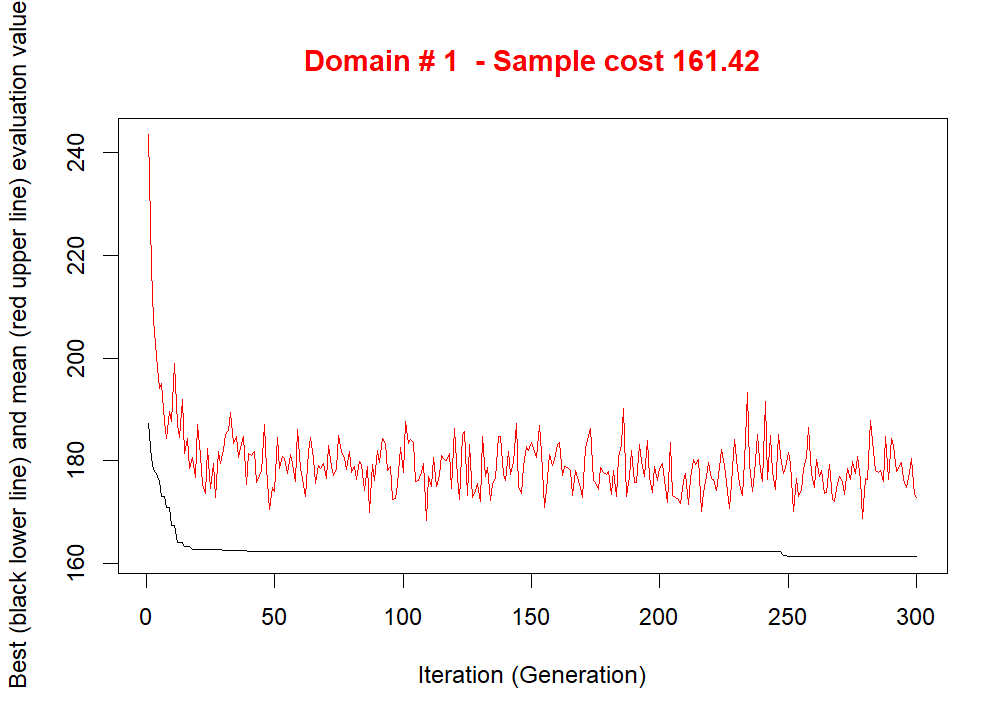 Domain # 1  - Sample cost 161.42
Best (black lower line) and mean (red upper line) evaluation value
240
220
200
180
160
0 50 100 150 200 250 300
Iteration (Generation)